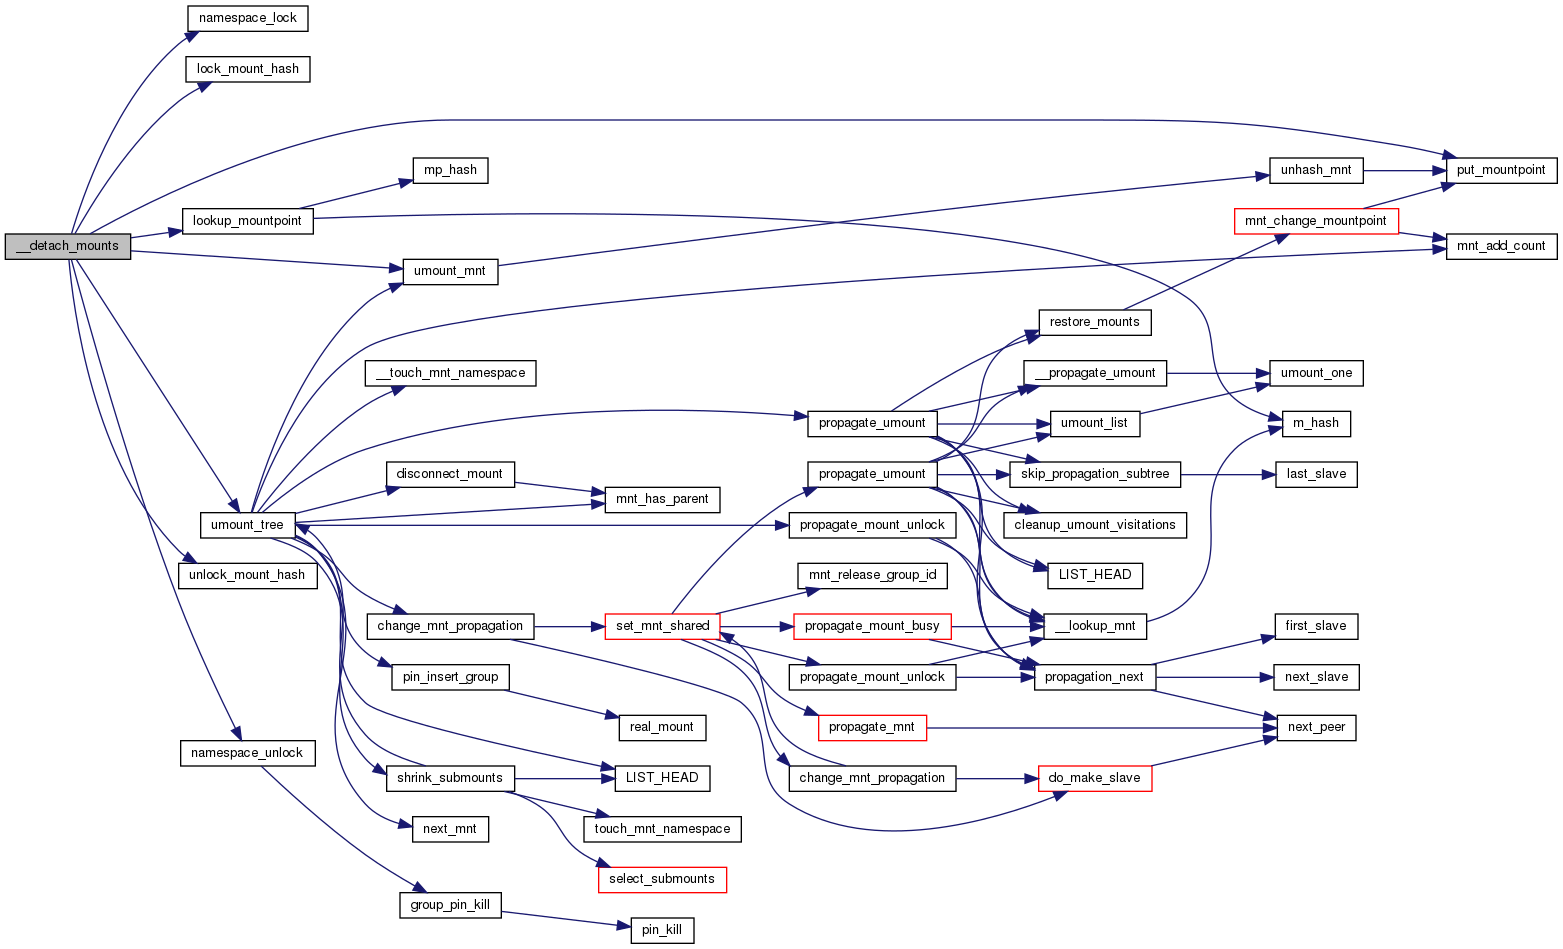 namespace_lock
lock_mount_hash
mp_hash
unhash_mnt
put_mountpoint
lookup_mountpoint
mnt_change_mountpoint
__detach_mounts
mnt_add_count
umount_mnt
restore_mounts
__touch_mnt_namespace
__propagate_umount
umount_one
propagate_umount
umount_list
m_hash
disconnect_mount
propagate_umount
skip_propagation_subtree
last_slave
mnt_has_parent
umount_tree
propagate_mount_unlock
cleanup_umount_visitations
unlock_mount_hash
mnt_release_group_id
LIST_HEAD
change_mnt_propagation
set_mnt_shared
propagate_mount_busy
__lookup_mnt
first_slave
pin_insert_group
propagate_mount_unlock
propagation_next
next_slave
real_mount
propagate_mnt
next_peer
namespace_unlock
shrink_submounts
LIST_HEAD
change_mnt_propagation
do_make_slave
next_mnt
touch_mnt_namespace
select_submounts
group_pin_kill
pin_kill